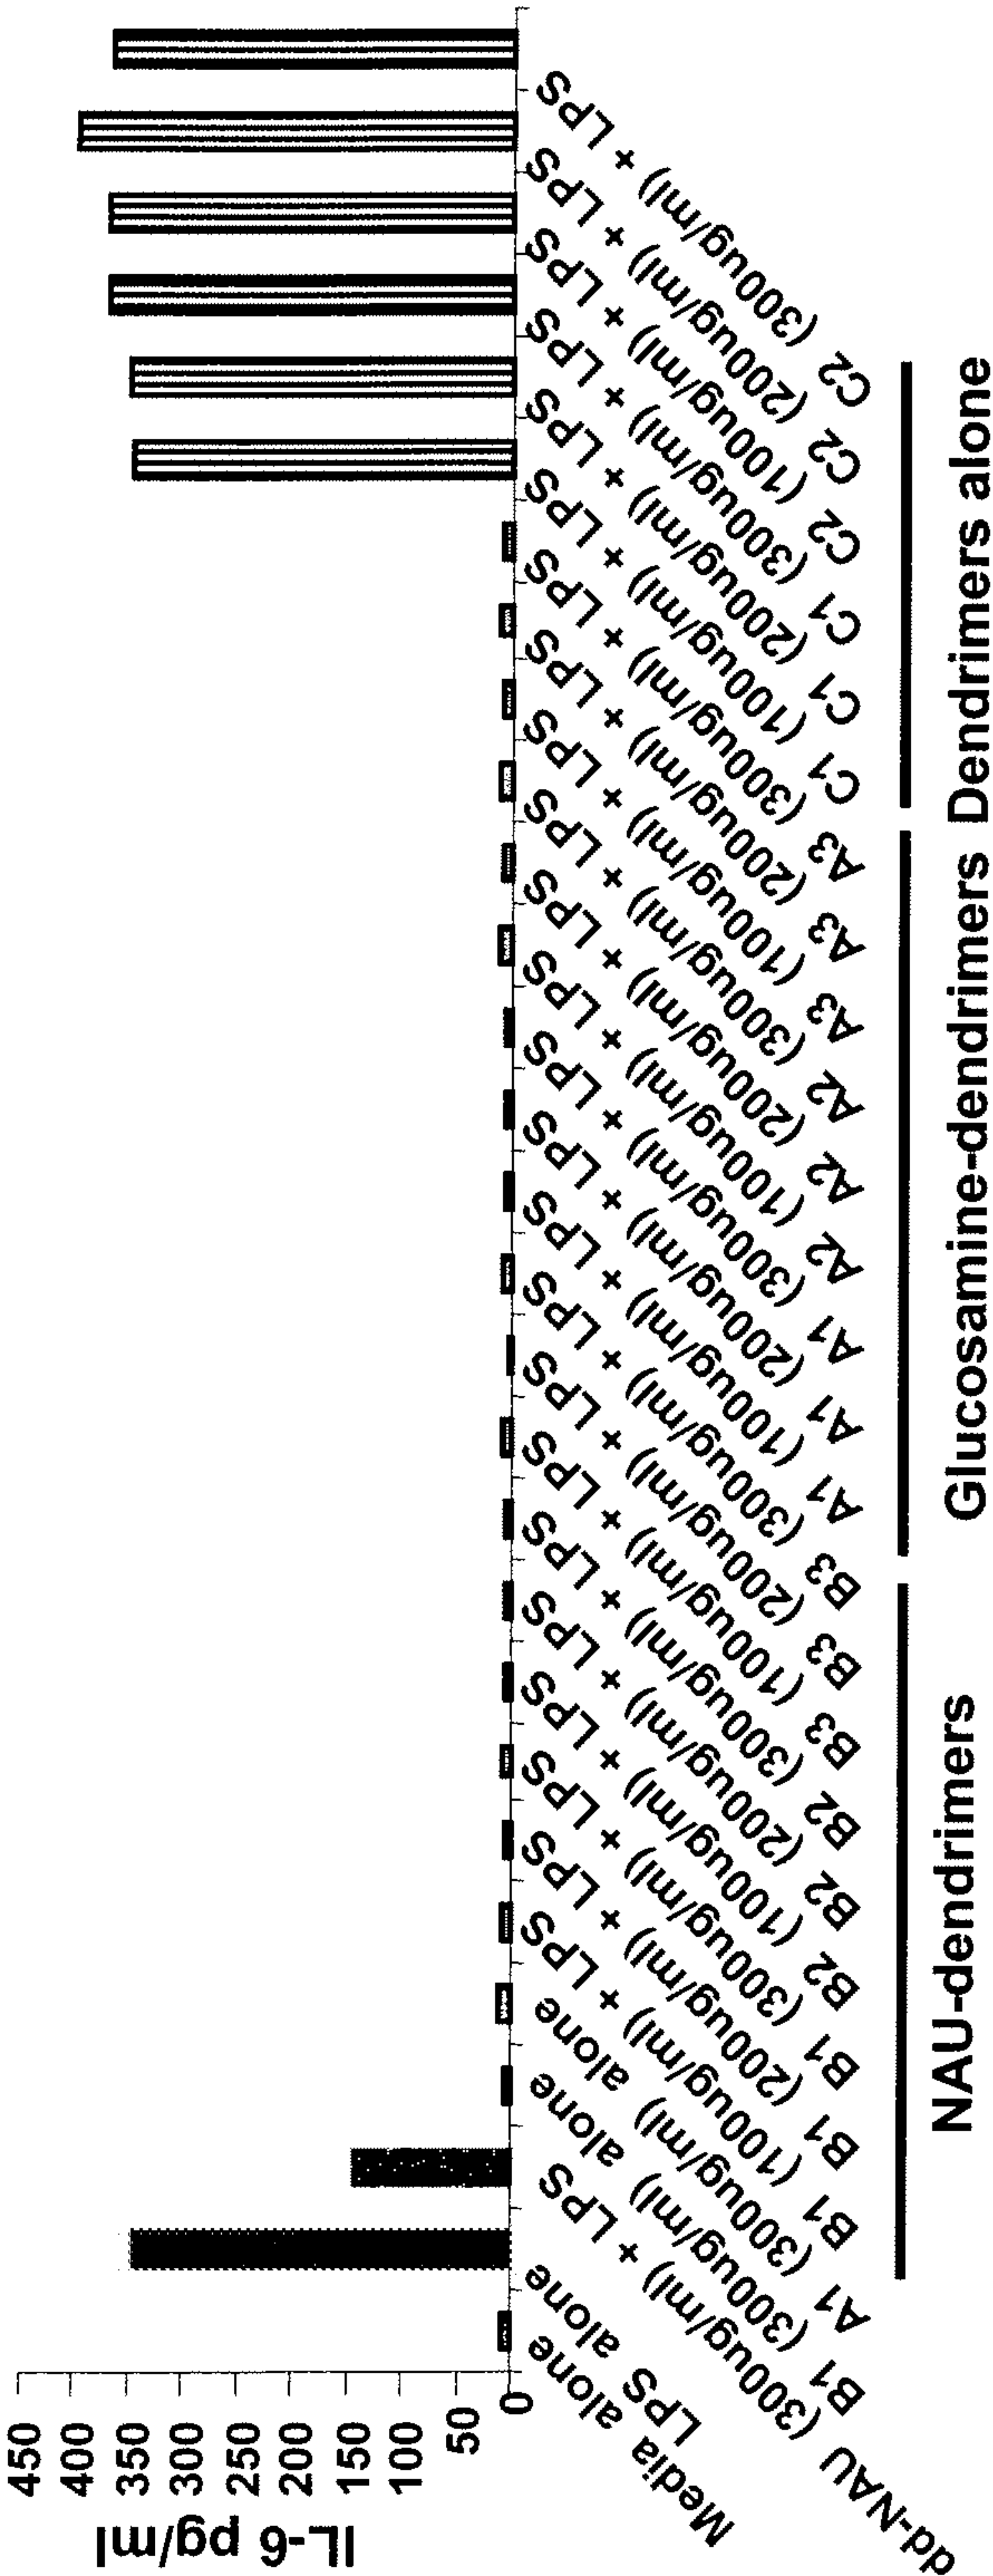 IL-6 pg/ml
450
400
350
300
250
200
150
100
50
0
Media alone
LPS alone
dd-NAU (300ug/ml) + LPS
B1 (300ug/ml) alone
A1 (300ug/ml) alone
B1 (100ug/ml) + LPS
B1 (200ug/ml) + LPS
B1 (300ug/ml) + LPS
B2 (100ug/ml) + LPS
B2 (200ug/ml) + LPS
B2 (300ug/ml) + LPS
B3 (100ug/ml) + LPS
B3 (200ug/ml) + LPS
B3 (300ug/ml) + LPS
A1 (100ug/ml) + LPS
A1 (200ug/ml) + LPS
A1 (300ug/ml) + LPS
A2 (100ug/ml) + LPS
A2 (200ug/ml) + LPS
A2 (300ug/ml) + LPS
A3 (100ug/ml) + LPS
A3 (200ug/ml) + LPS
A3 (300ug/ml) + LPS
C1 (100ug/ml) + LPS
C1 (200ug/ml) + LPS
C1 (300ug/ml) + LPS
C2 (100ug/ml) + LPS
C2 (200ug/ml) + LPS
C2 (300ug/ml) + LPS
NAU-dendrimers
Glucosamine-dendrimers
Dendrimers alone